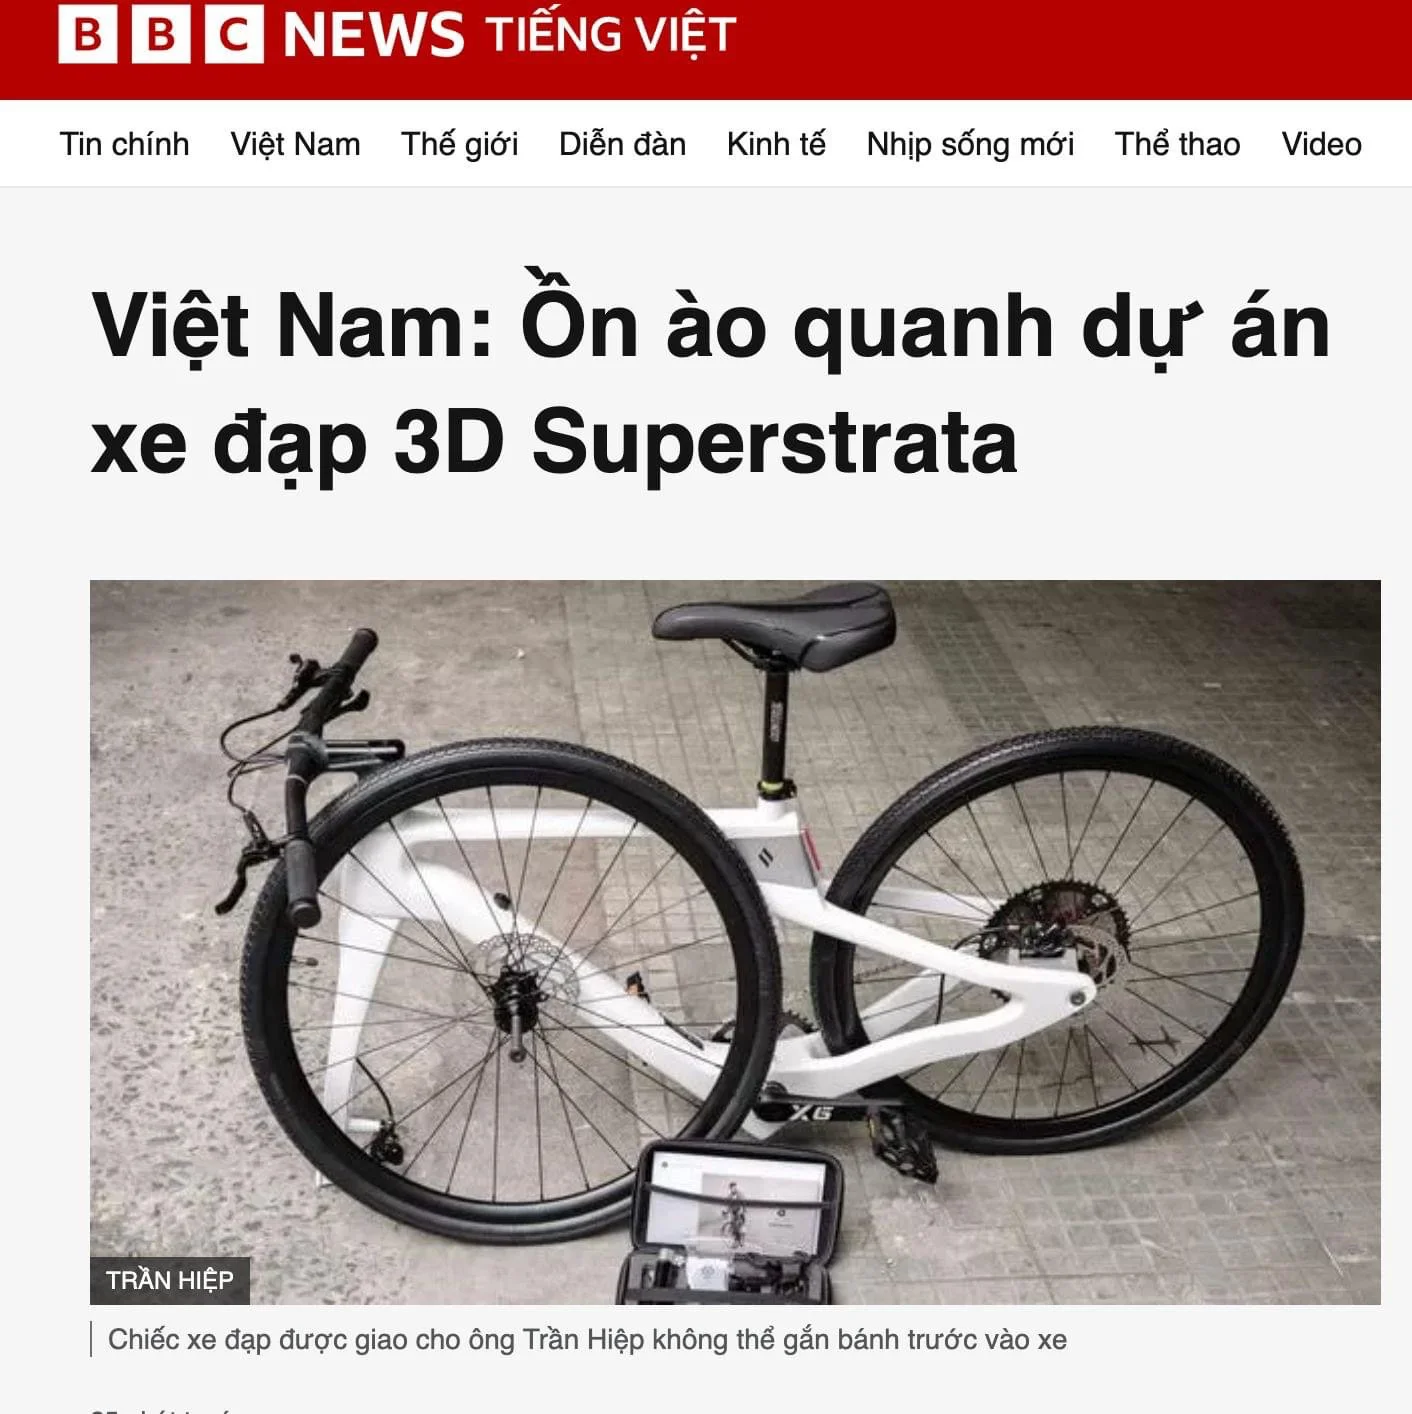 BBC NEWS TIẾNG VIỆT
Tin chính Việt Nam Thế giới Diễn đàn Kinh tế Nhịp sống mới Thể thao Video
Việt Nam: Ồn ào quanh dự án
xe đạp 3D Superstrata
XG
TRẦN HIỆP
Chiếc xe đạp được giao cho ông Trần Hiệp không thể gắn bánh trước vào xe